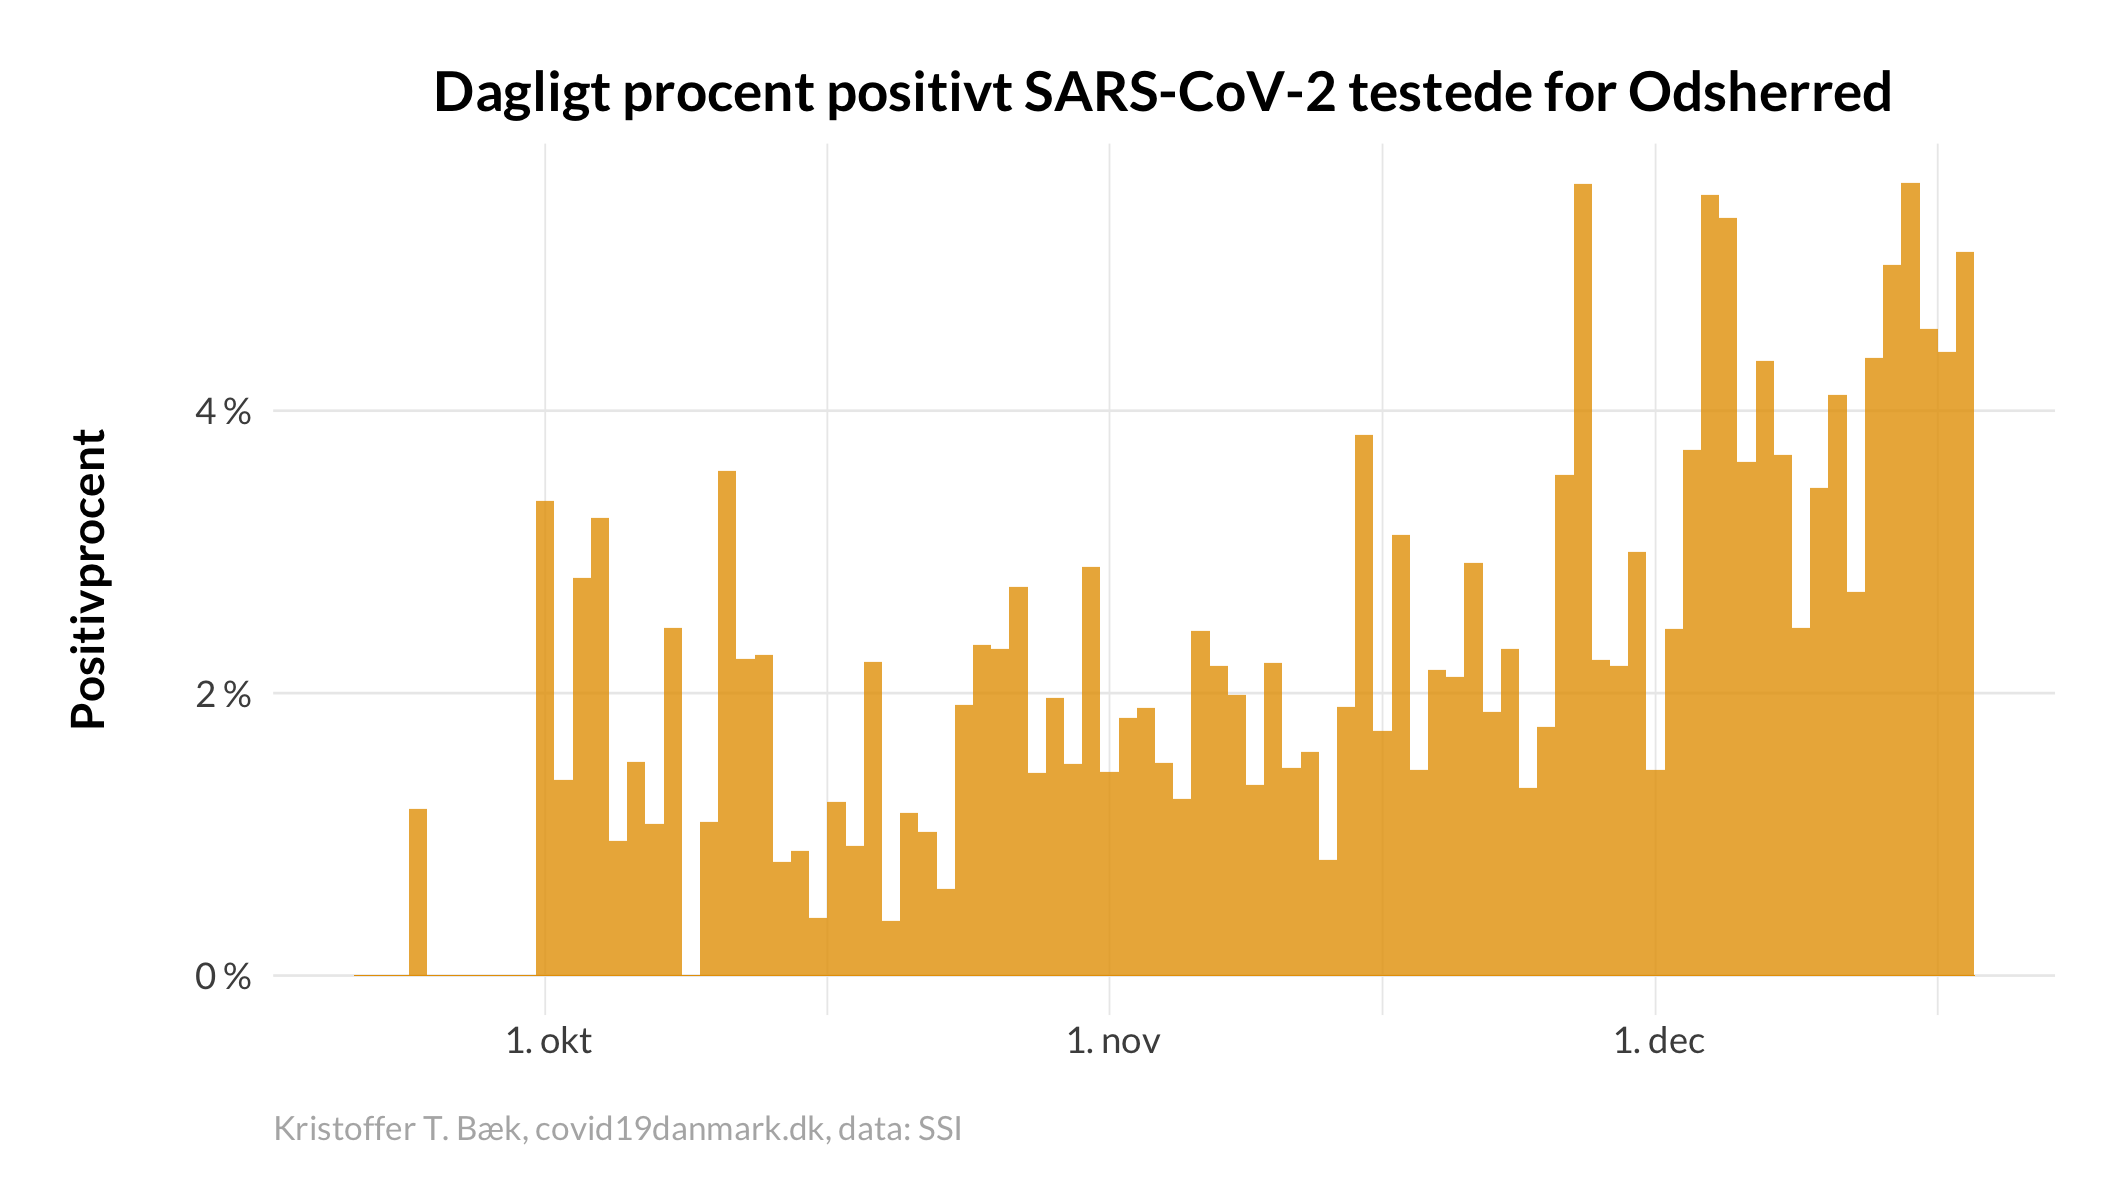 Dagligt procent positivt SARS-CoV-2 testede for Odsherred
Positivprocent
4 %
2 %
0 %
1. okt
1. nov
1. dec
Kristoffer T. Bæk, covid19danmark.dk, data: SSI